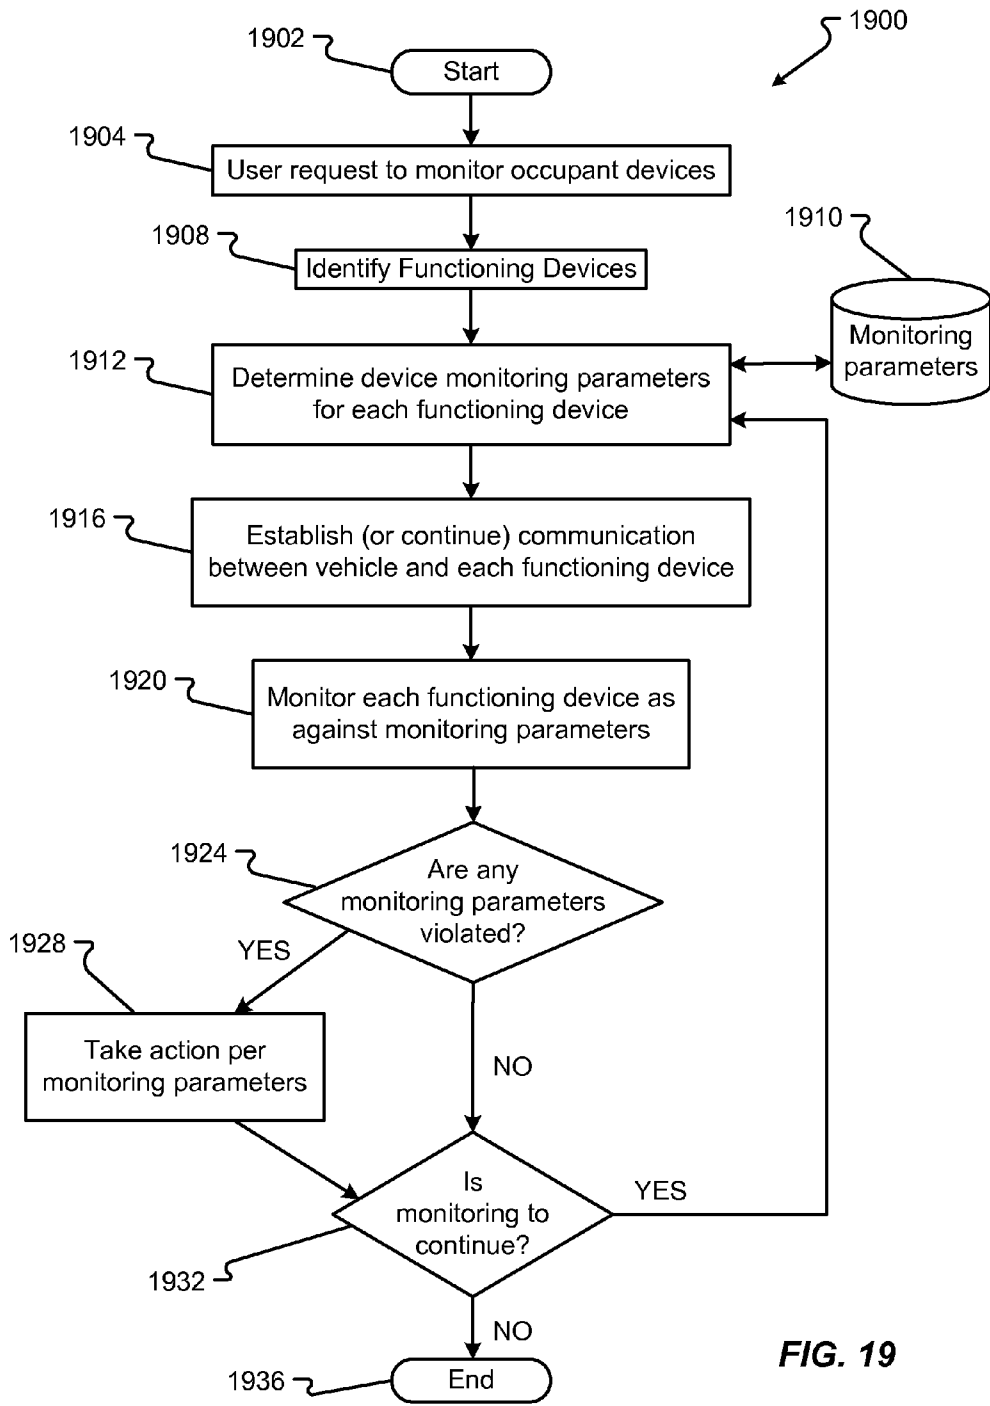 1900
1902
Start
1904
User request to monitor occupant devices
1908
Identify Functioning Devices
1910
Monitoring
parameters
1912
Determine device monitoring parameters
for each functioning device
1916
Establish (or continue) communication
between vehicle and each functioning device
1920
Monitor each functioning device as
against monitoring parameters
1924
Are any
monitoring parameters
violated?
YES
1928
Take action per
monitoring parameters
NO
Is
monitoring to
continue?
YES
1932
NO
1936
End
FIG. 19